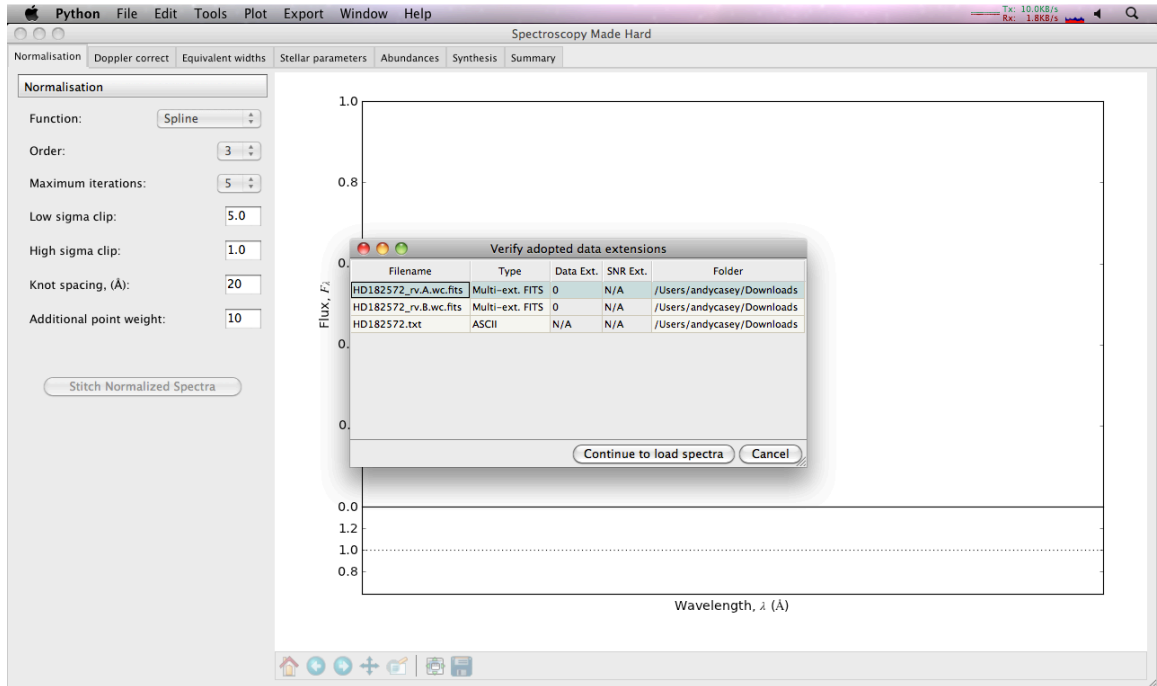 Python File Edit Tools Plot Export Window Help
Tx: 10.0KB/s
Rx: 1.8KB/s
Spectroscopy Made Hard
Normalisation Doppler correct Equivalent widths Stellar parameters Abundances Synthesis Summary
Normalisation
Function: Spline
Order: 3
Maximum iterations: 5
Low sigma clip: 5.0
High sigma clip: 1.0
Knot spacing, (Å): 20
Additional point weight: 10
Stitch Normalized Spectra
1.0
0.8
0.
0.
0.
0.0
Flux, Fλ
Verify adopted data extensions
Filename Type Data Ext. SNR Ext. Folder
HD182572_rv.A.wc.fits Multi-ext. FITS 0 N/A /Users/andycasey/Downloads
HD182572_rv.B.wc.fits Multi-ext. FITS 0 N/A /Users/andycasey/Downloads
HD182572.txt ASCII N/A N/A /Users/andycasey/Downloads
Continue to load spectra Cancel
1.2
1.0
0.8
Wavelength, λ (Å)